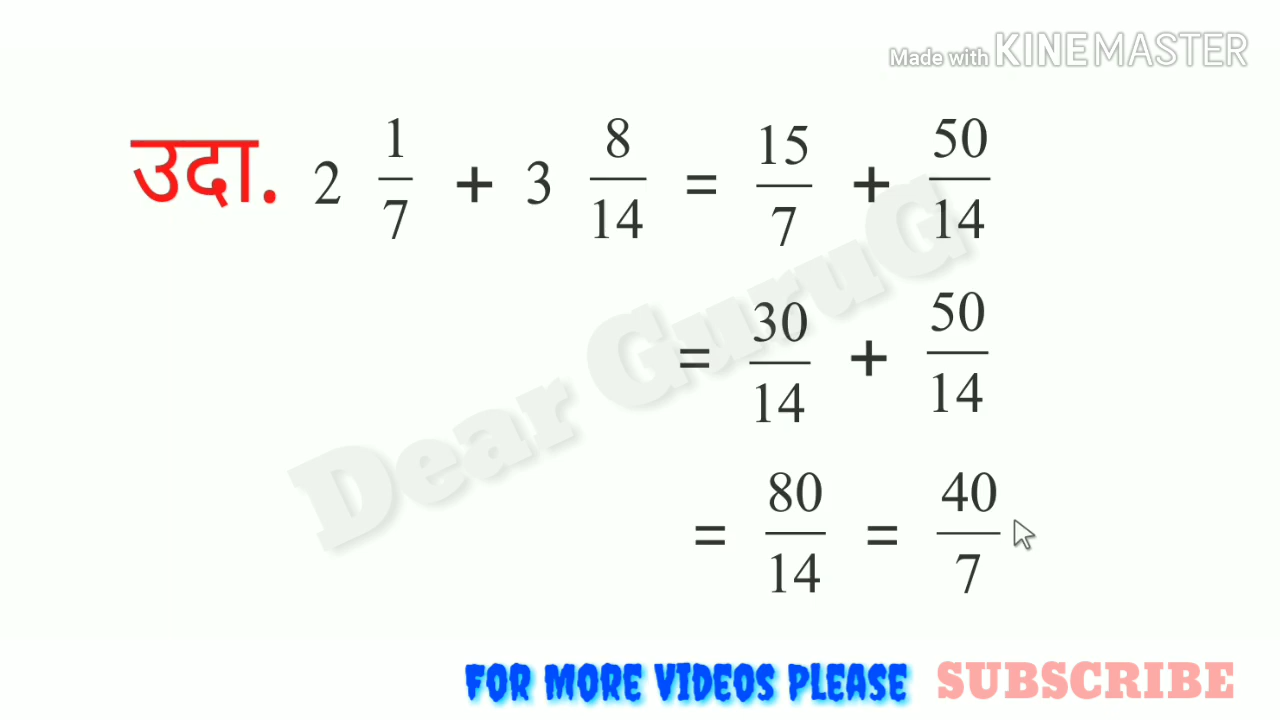 Made with KINEMASTER
उदा. 2 1/7 + 3 8/14 = 15/7 + 50/14
= 30/14 + 50/14
= 80/14 = 40/7
Dear GuruG
FOR MORE VIDEOS PLEASE SUBSCRIBE